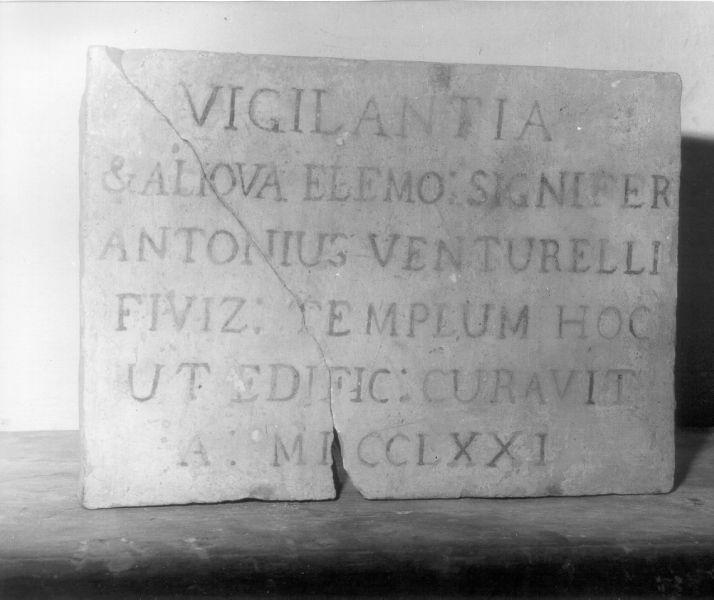 VIGILANTIA
& ALIQVA ELEMO: SIGNIFER
ANTONIUS VENTURELLI
FIVIZ: TEMPLUM HOC
UT EDIFIC: CURAVIT
A: MDCCLXXI